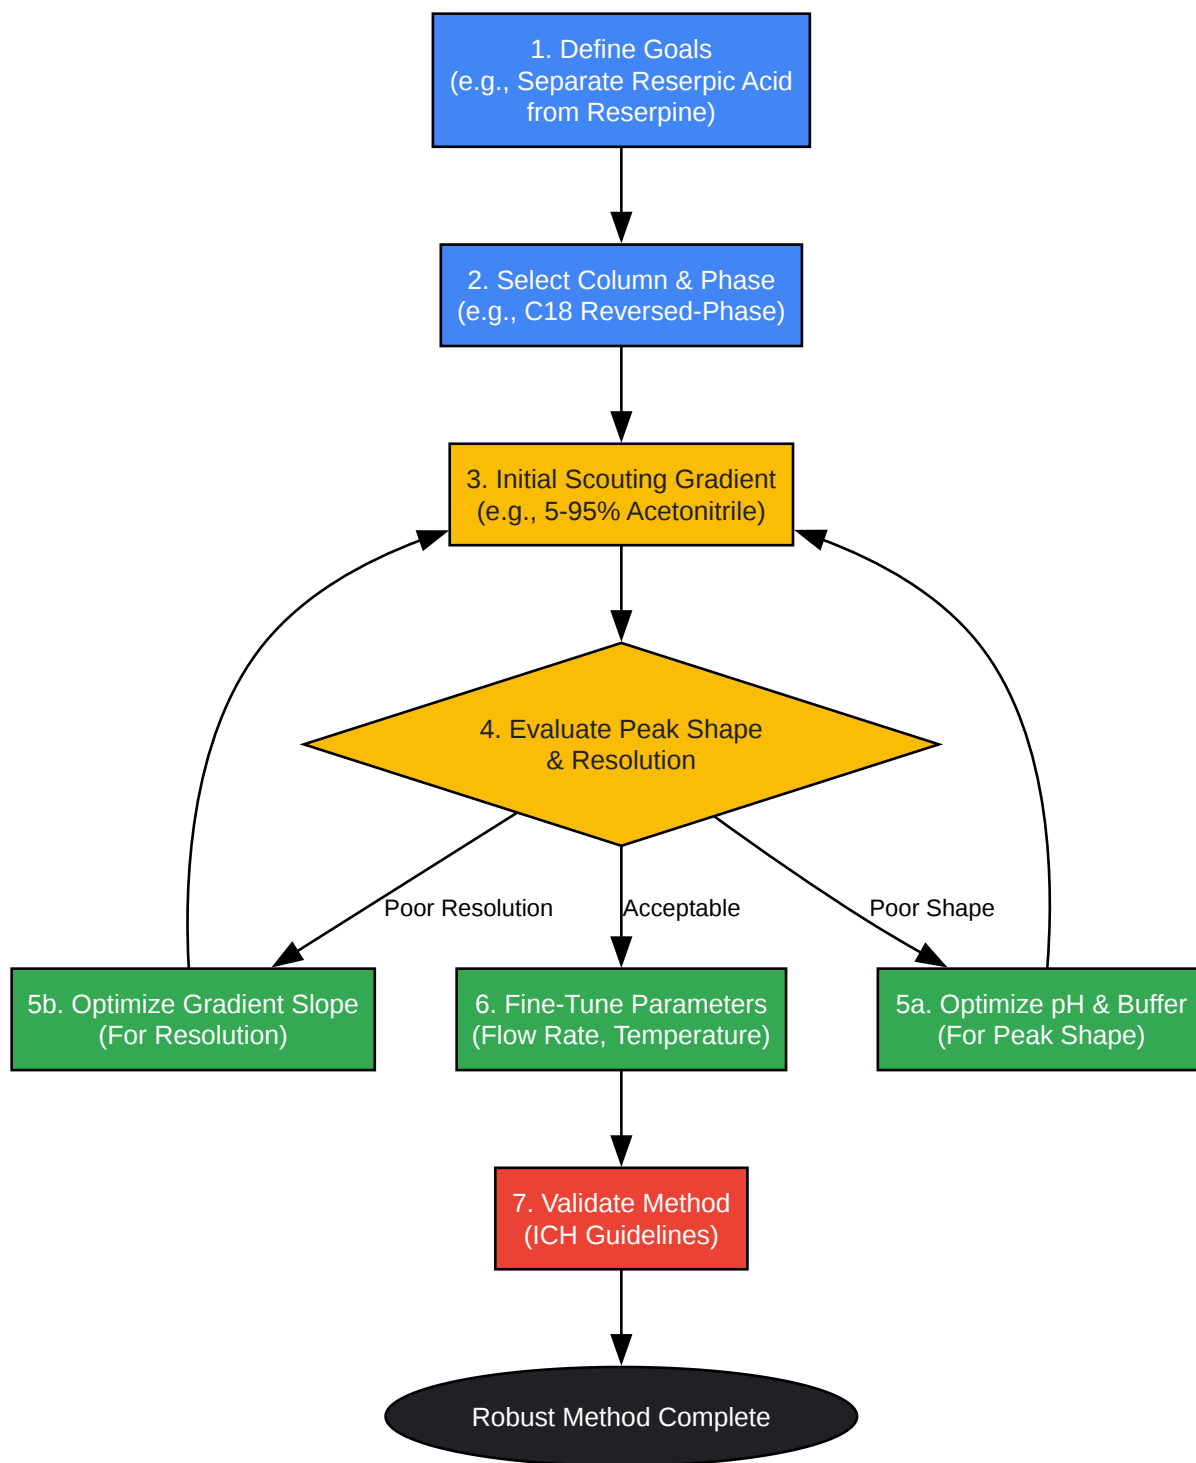 1. Define Goals
(e.g., Separate Reserpic Acid
from Reserpine)
2. Select Column & Phase
(e.g., C18 Reversed-Phase)
3. Initial Scouting Gradient
(e.g., 5-95% Acetonitrile)
4. Evaluate Peak Shape
& Resolution
Poor Resolution
Acceptable
Poor Shape
5b. Optimize Gradient Slope
(For Resolution)
6. Fine-Tune Parameters
(Flow Rate, Temperature)
5a. Optimize pH & Buffer
(For Peak Shape)
7. Validate Method
(ICH Guidelines)
Robust Method Complete